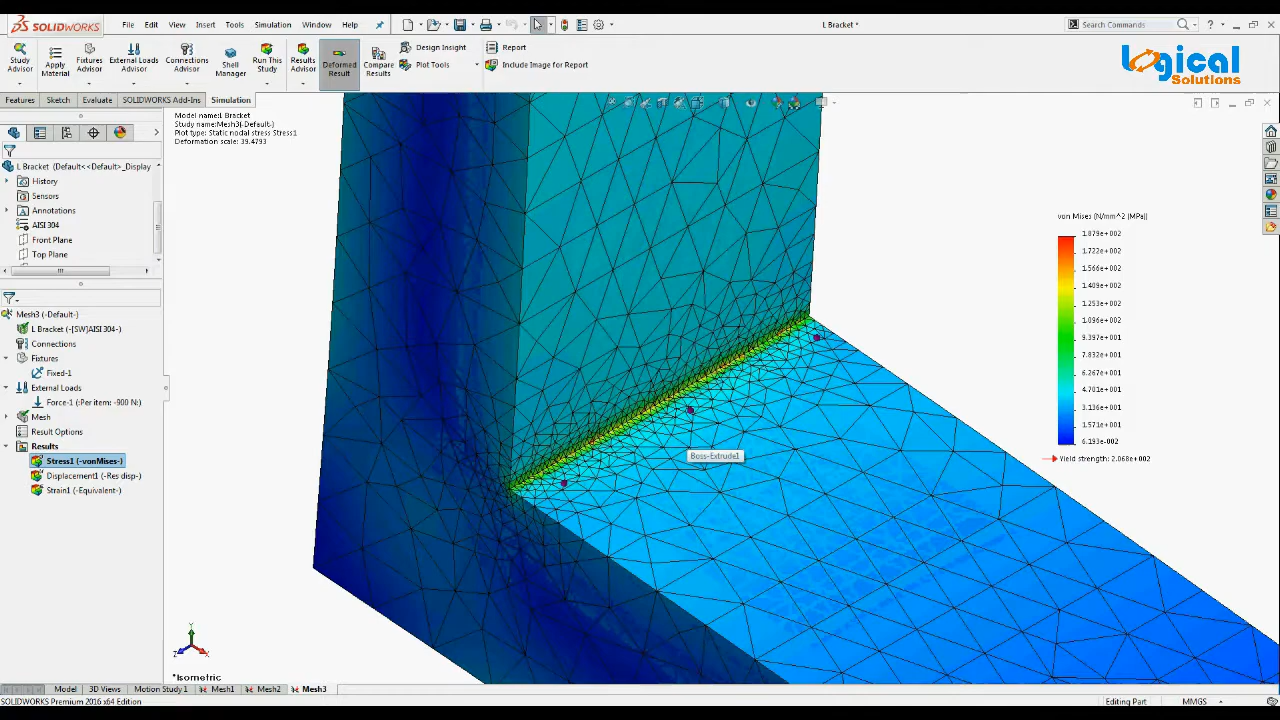 SOLIDWORKS
File Edit View Insert Tools Simulation Window Help
L Bracket *
Search Commands
Study Advisor
Apply Material
Fixtures Advisor
External Loads Advisor
Connections Advisor
Shell Manager
Run This Study
Results Advisor
Deformed Result
Compare Results
Design Insight
Plot Tools
Report
Include Image for Report
Logical
Solutions
Features Sketch Evaluate SOLIDWORKS Add-Ins Simulation
Model name:L Bracket
Study name:Mesh3(-Default-)
Plot type: Static nodal stress Stress1
Deformation scale: 39.4793
L Bracket (Default<<Default>_Display
History
Sensors
Annotations
AISI 304
Front Plane
Top Plane
Mesh3 (-Default-)
L Bracket (-[SW]AISI 304-)
Connections
Fixtures
Fixed-1
External Loads
Force-1 (:Per item: -900 N:)
Mesh
Result Options
Results
Stress1 (-vonMises-)
Displacement1 (-Res disp-)
Strain1 (-Equivalent-)
von Mises (N/mm^2 (MPa))
1.879e+002
1.722e+002
1.566e+002
1.409e+002
1.253e+002
1.096e+002
9.397e+001
7.832e+001
6.267e+001
4.701e+001
3.136e+001
1.571e+001
6.193e-002
Yield strength: 2.068e+002
Boss-Extrude1
Y
Z
X
*Isometric
Model 3D Views Motion Study 1 Mesh1 Mesh2 Mesh3
SOLIDWORKS Premium 2016 x64 Edition
Editing Part
MMGS